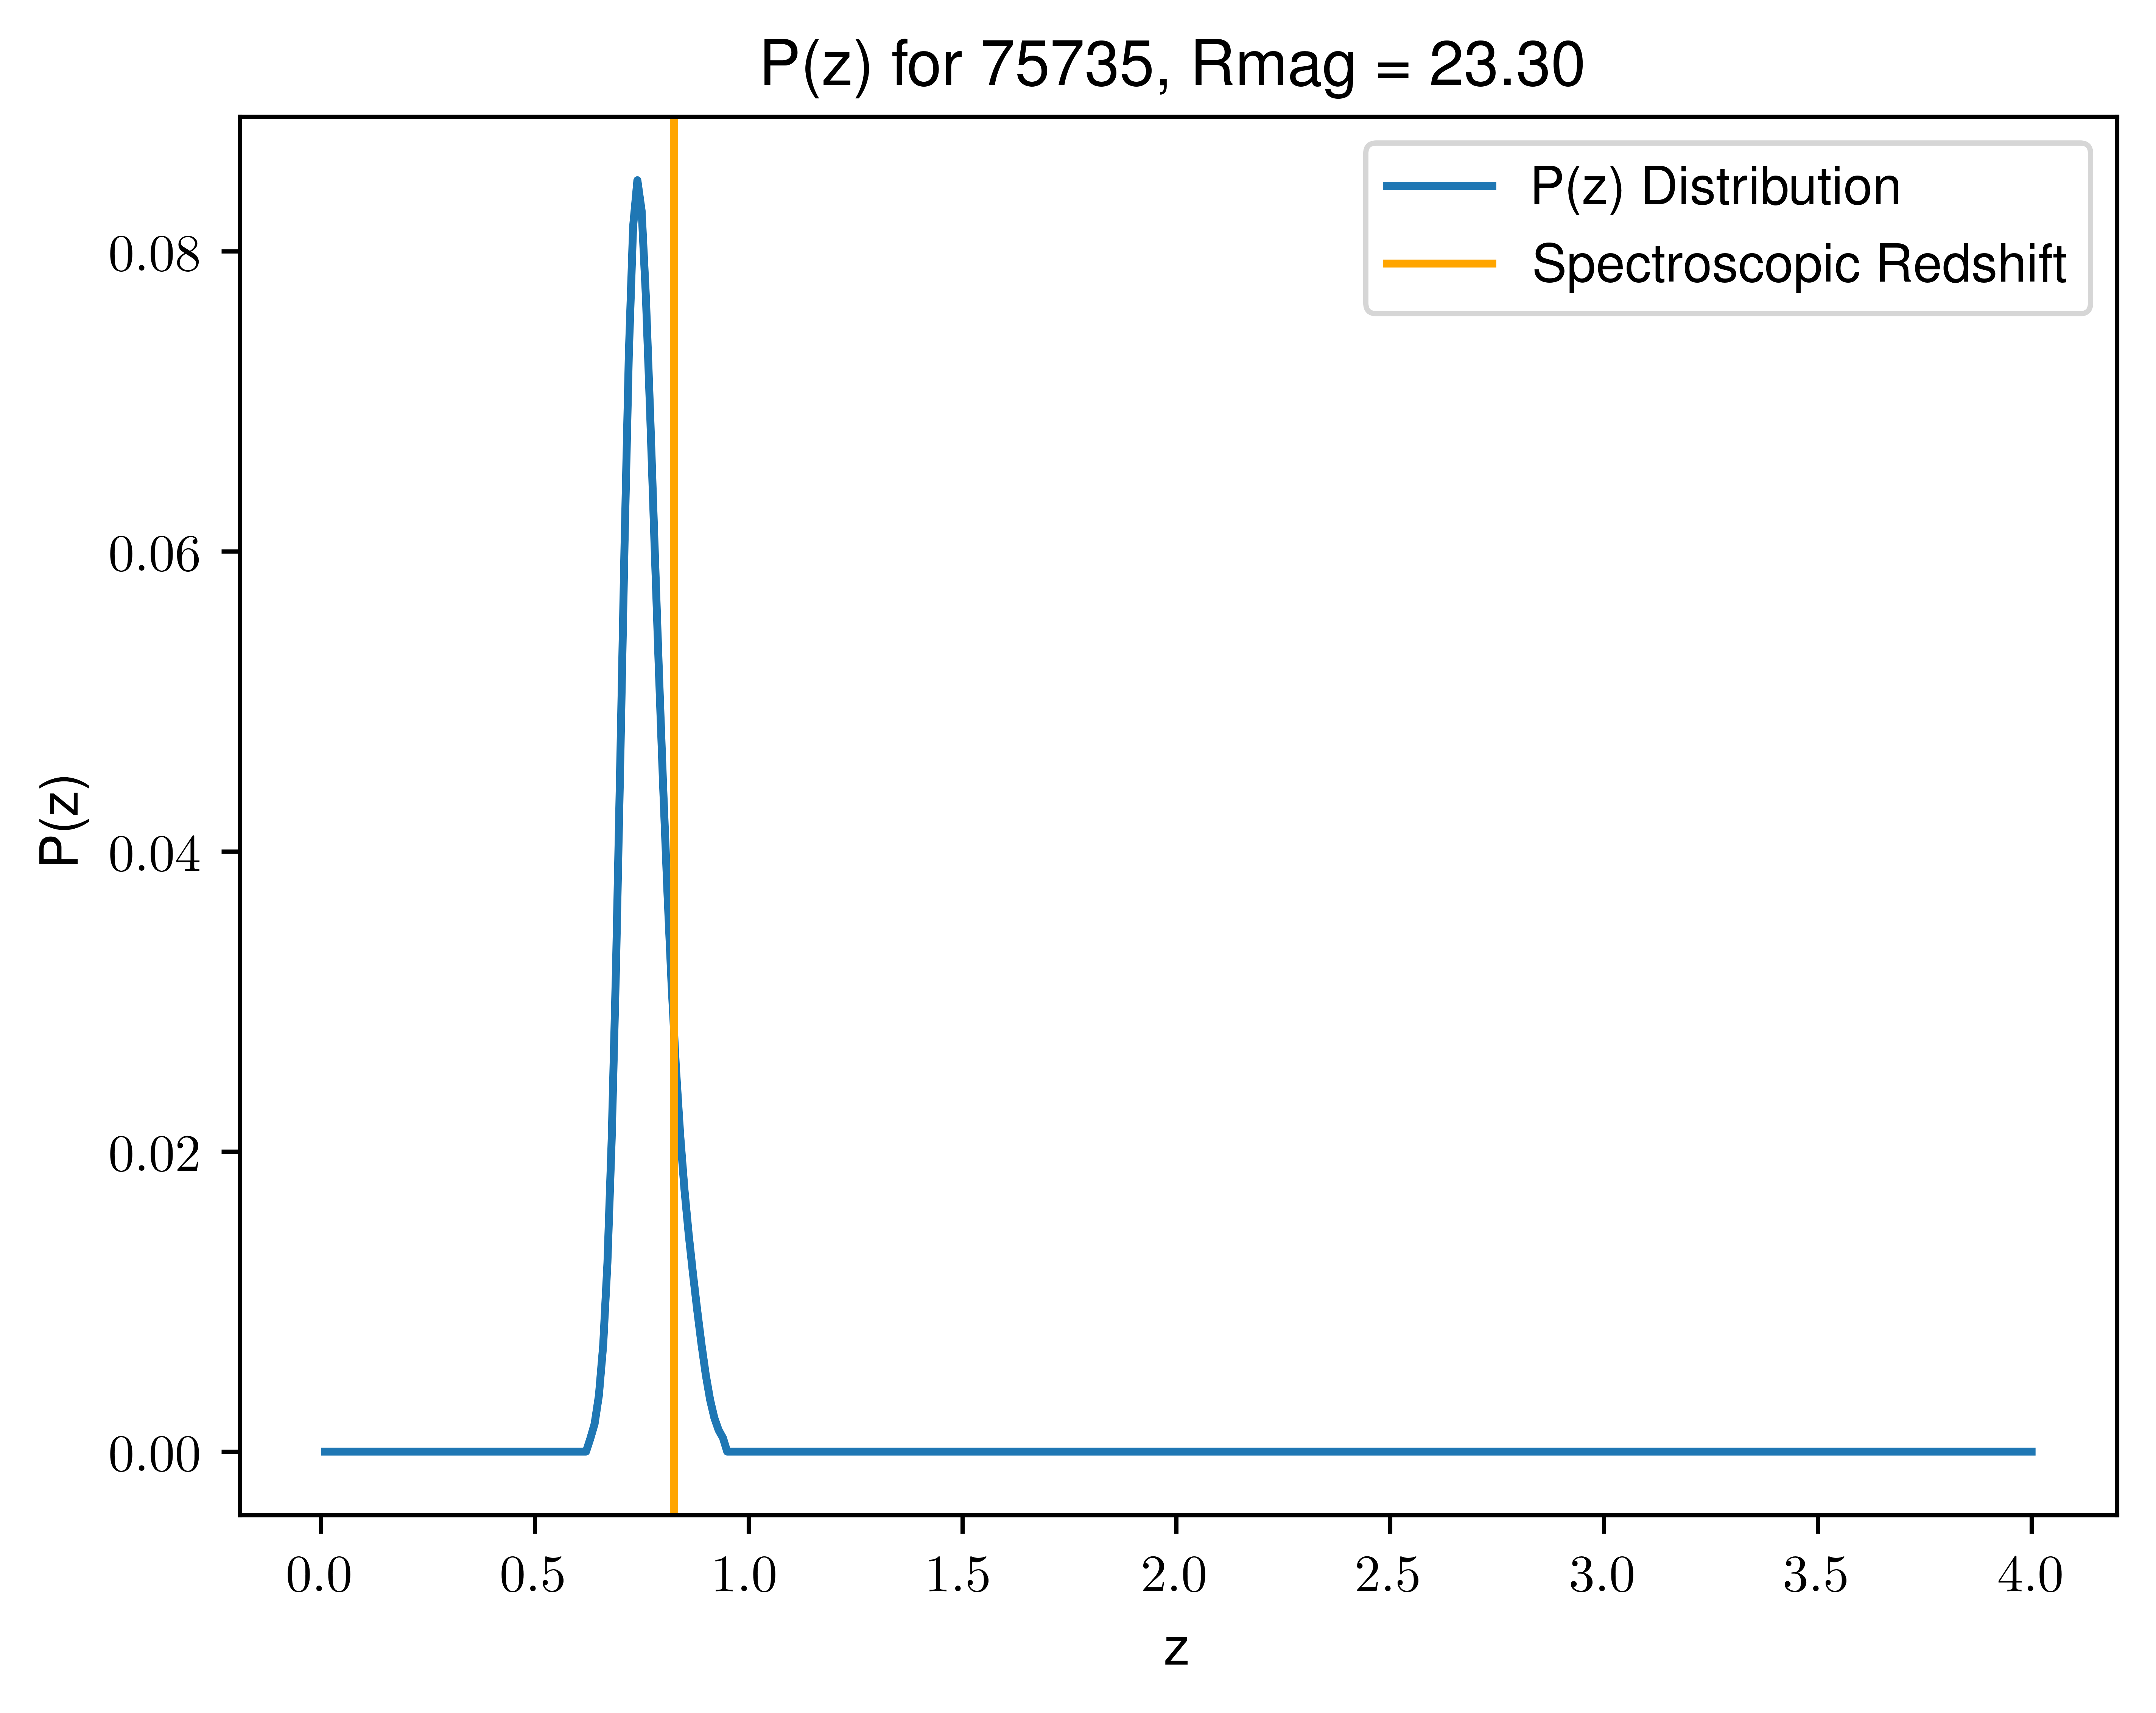 P(z) for 75735, Rmag = 23.30
P(z) Distribution
Spectroscopic Redshift
P(z)
0.08
0.06
0.04
0.02
0.00
0.0 0.5 1.0 1.5 2.0 2.5 3.0 3.5 4.0
z